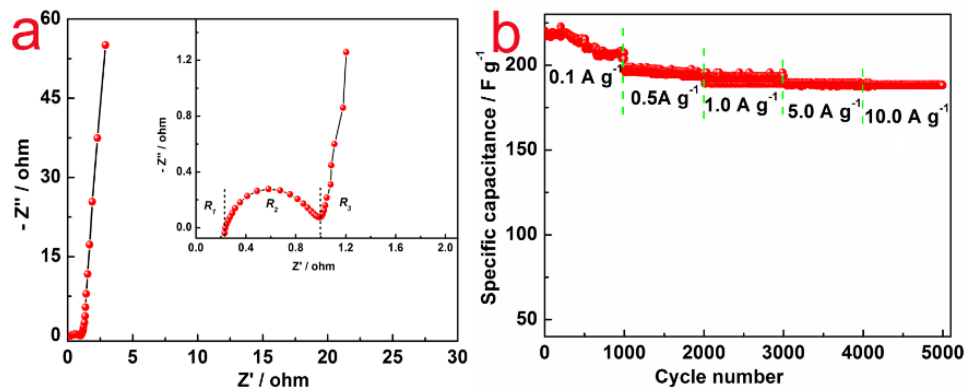 a
- Z'' / ohm
60
45
30
15
0
0
5
10
15
20
25
30
Z' / ohm
- Z'' / ohm
1.6
1.2
0.8
0.4
0.0
R1
R2
R3
0.0
0.4
0.8
1.2
1.6
2.0
Z' / ohm
b
Specific capacitance / F g-1
200
150
100
50
0.1 A g-1
0.5A g-1
1.0 A g-1
5.0 A g-1
10.0 A g-1
0
1000
2000
3000
4000
5000
Cycle number